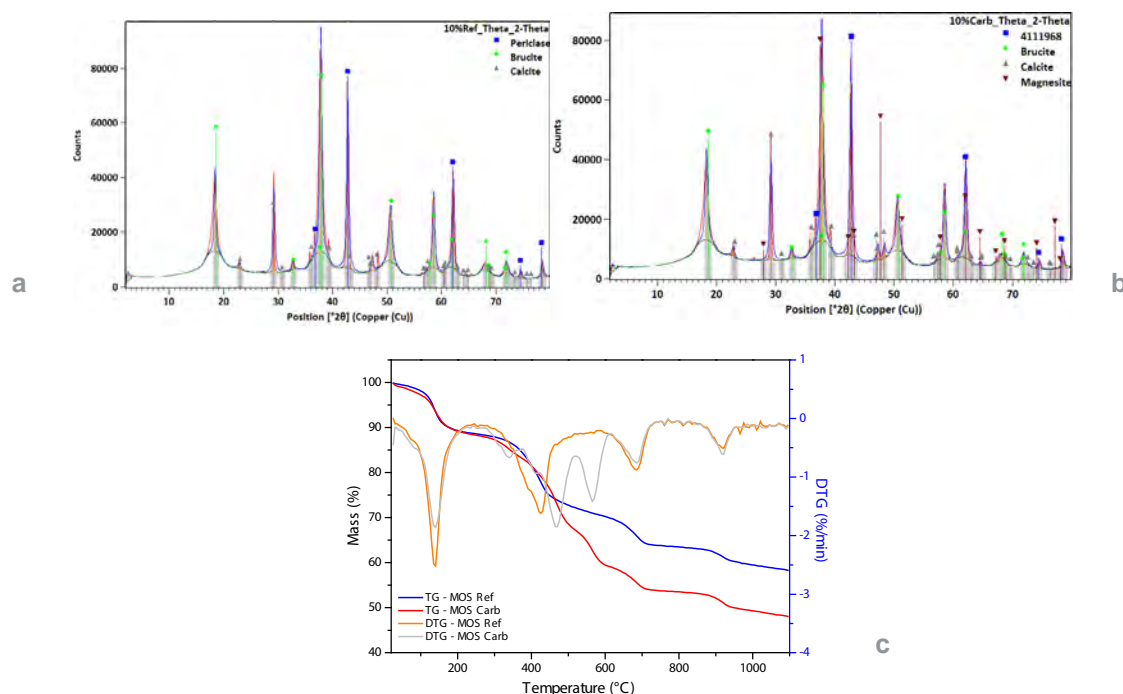 10%Ref_Theta_2-Theta
Periclase
Brucite
Calcite
80000
60000
40000
20000
0
Counts
10
20
30
40
50
60
70
Position [°2θ] (Copper (Cu))
a
10%Carb_Theta_2-Theta
4111968
Brucite
Calcite
Magnesite
80000
60000
40000
20000
0
Counts
10
20
30
40
50
60
70
Position [°2θ] (Copper (Cu))
b
100
90
80
70
60
50
40
Mass (%)
1
0
-1
-2
-3
-4
DTG (%/min)
TG - MOS Ref
TG - MOS Carb
DTG - MOS Ref
DTG - MOS Carb
200
400
600
800
1000
Temperature (°C)
c